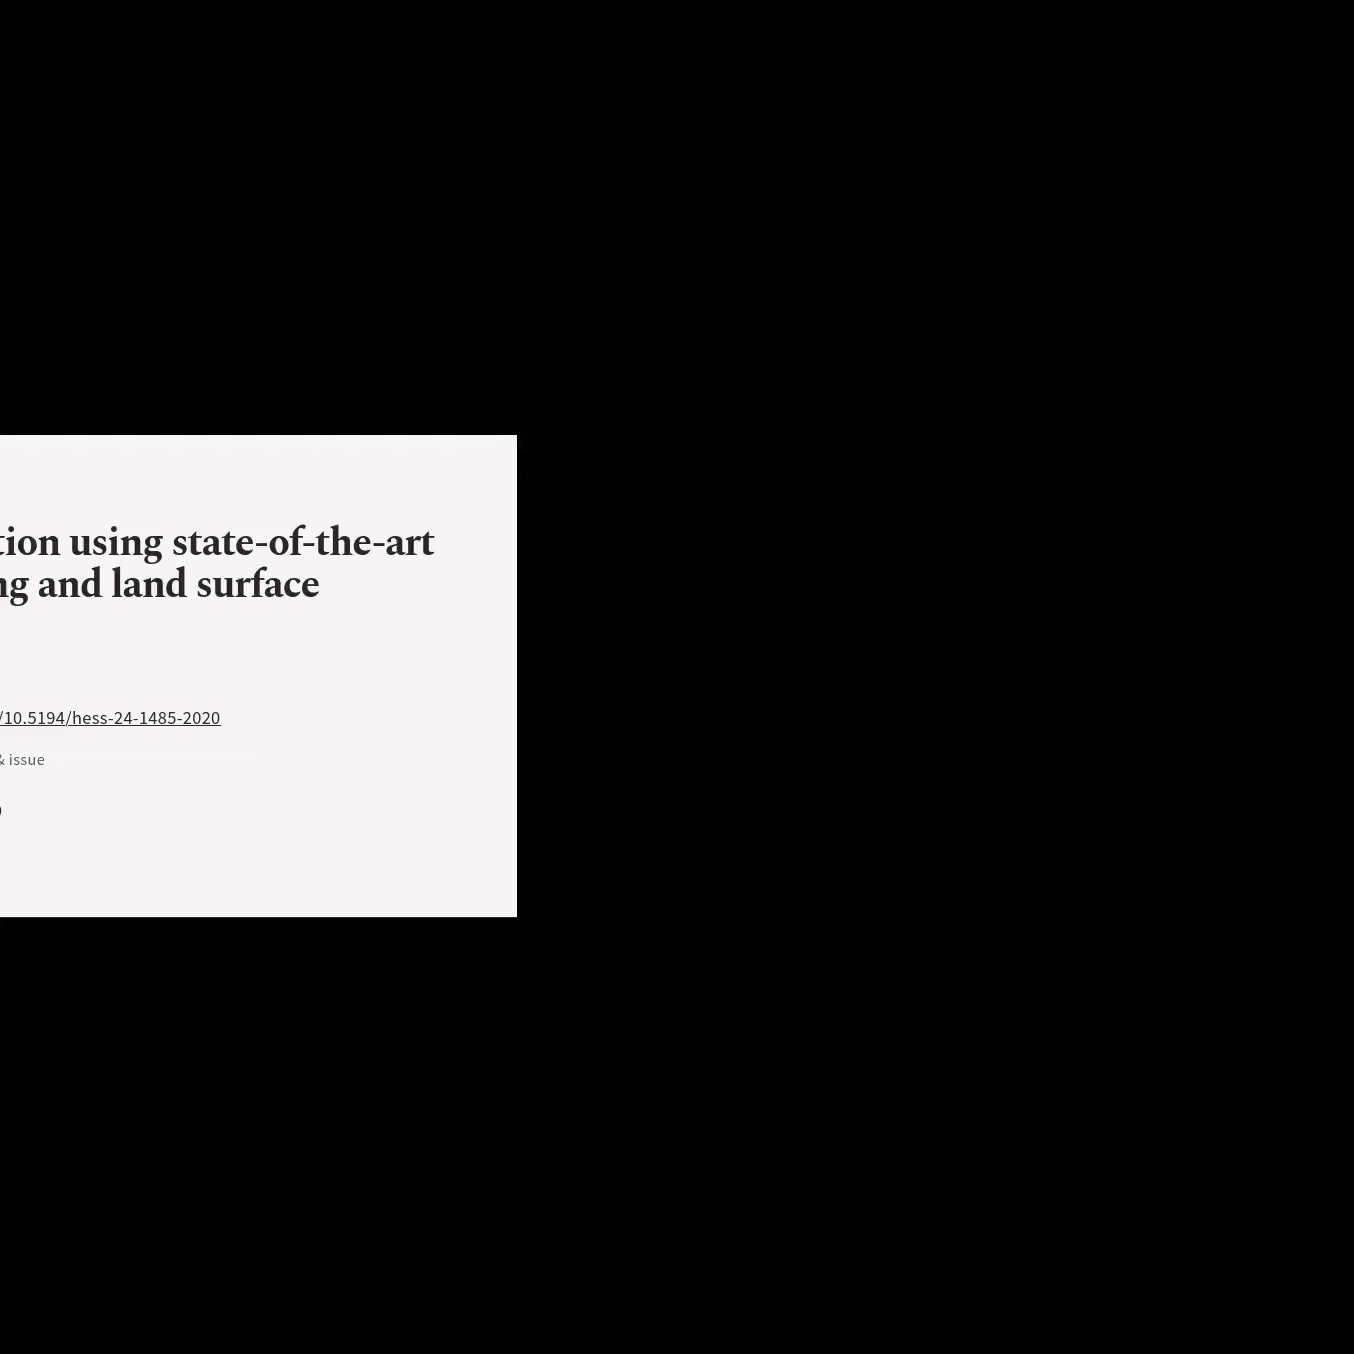 tion using state-of-the-art
ng and land surface
/10.5194/hess-24-1485-2020
& issue